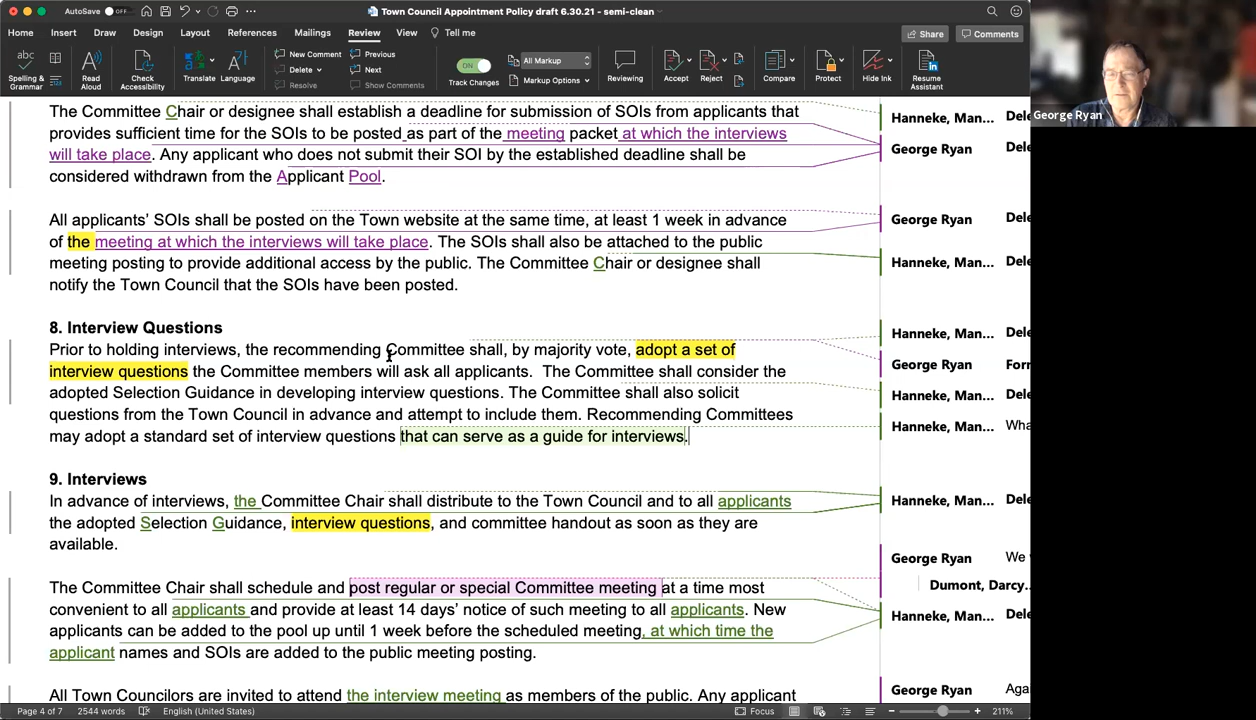 AutoSave OFF Town Council Appointment Policy draft 6.30.21 - semi-clean
Home Insert Draw Design Layout References Mailings Review View Tell me Share Comments
Spelling & Grammar
Read Aloud
Check Accessibility
Translate Language
New Comment Previous
Delete Next
Resolve Show Comments
ON
Track Changes
All Markup
Markup Options
Reviewing
Accept Reject
Compare
Protect
Hide Ink
Resume Assistant
The Committee Chair or designee shall establish a deadline for submission of SOIs from applicants that
provides sufficient time for the SOIs to be posted as part of the meeting packet at which the interviews
will take place. Any applicant who does not submit their SOI by the established deadline shall be
considered withdrawn from the Applicant Pool.
All applicants' SOIs shall be posted on the Town website at the same time, at least 1 week in advance
of the meeting at which the interviews will take place. The SOIs shall also be attached to the public
meeting posting to provide additional access by the public. The Committee Chair or designee shall
notify the Town Council that the SOIs have been posted.
8. Interview Questions
Prior to holding interviews, the recommending Committee shall, by majority vote, adopt a set of
interview questions the Committee members will ask all applicants. The Committee shall consider the
adopted Selection Guidance in developing interview questions. The Committee shall also solicit
questions from the Town Council in advance and attempt to include them. Recommending Committees
may adopt a standard set of interview questions that can serve as a guide for interviews.
9. Interviews
In advance of interviews, the Committee Chair shall distribute to the Town Council and to all applicants
the adopted Selection Guidance, interview questions, and committee handout as soon as they are
available.
The Committee Chair shall schedule and post regular or special Committee meeting at a time most
convenient to all applicants and provide at least 14 days' notice of such meeting to all applicants. New
applicants can be added to the pool up until 1 week before the scheduled meeting, at which time the
applicant names and SOIs are added to the public meeting posting.
All Town Councilors are invited to attend the interview meeting as members of the public. Any applicant
Hanneke, Man... Dele
George Ryan Dele
George Ryan Dele
Hanneke, Man... Dele
Hanneke, Man... Dele
George Ryan Forr
Hanneke, Man... Dele
Hanneke, Man... Wha
Hanneke, Man... Dele
George Ryan We
Dumont, Darcy...
Hanneke, Man... Dele
George Ryan Aga
Page 4 of 7 2544 words English (United States) Focus 211%
George Ryan